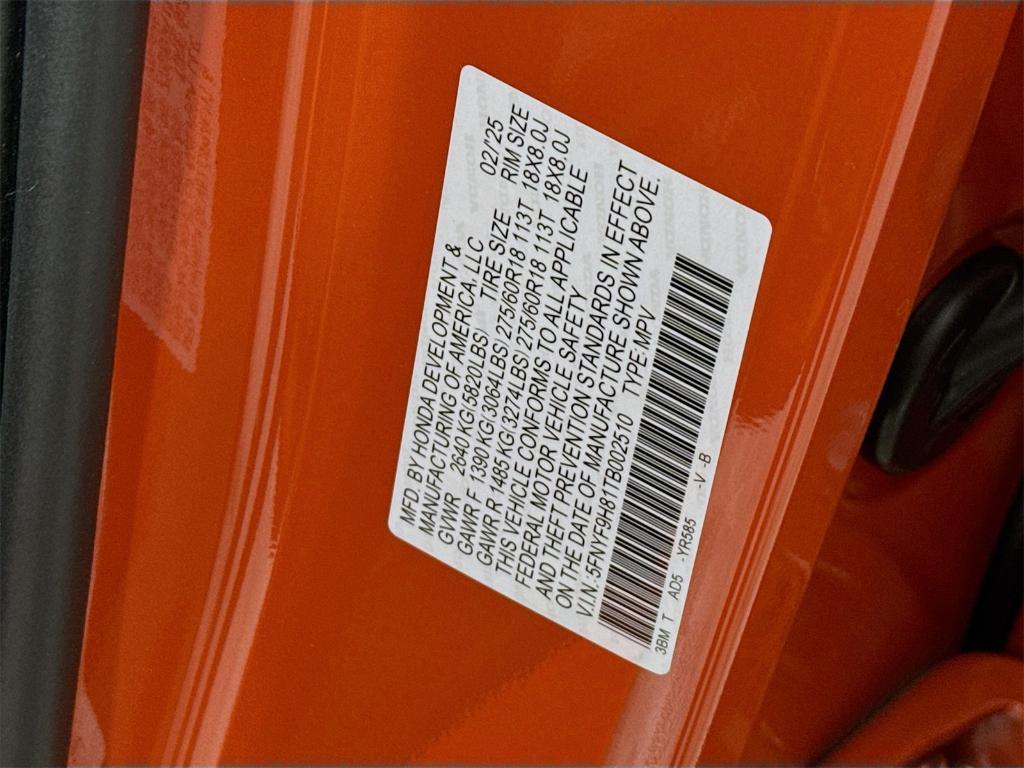 MFD. BY HONDA DEVELOPMENT &
MANUFACTURING OF AMERICA, LLC 02/25
GVWR 2640 KG(5820LBS) TIRE SIZE RIM SIZE
GAWR F 1390 KG(3064LBS) 275/60R18 113T 18X8.0J
GAWR R 1485 KG(3274LBS) 275/60R18 113T 18X8.0J
THIS VEHICLE CONFORMS TO ALL APPLICABLE
FEDERAL MOTOR VEHICLE SAFETY
AND THEFT PREVENTION STANDARDS IN EFFECT
ON THE DATE OF MANUFACTURE SHOWN ABOVE.
V.I.N.:5FNYF9H81TB002510 TYPE:MPV
3BM T AD5 -YR585 -V -B